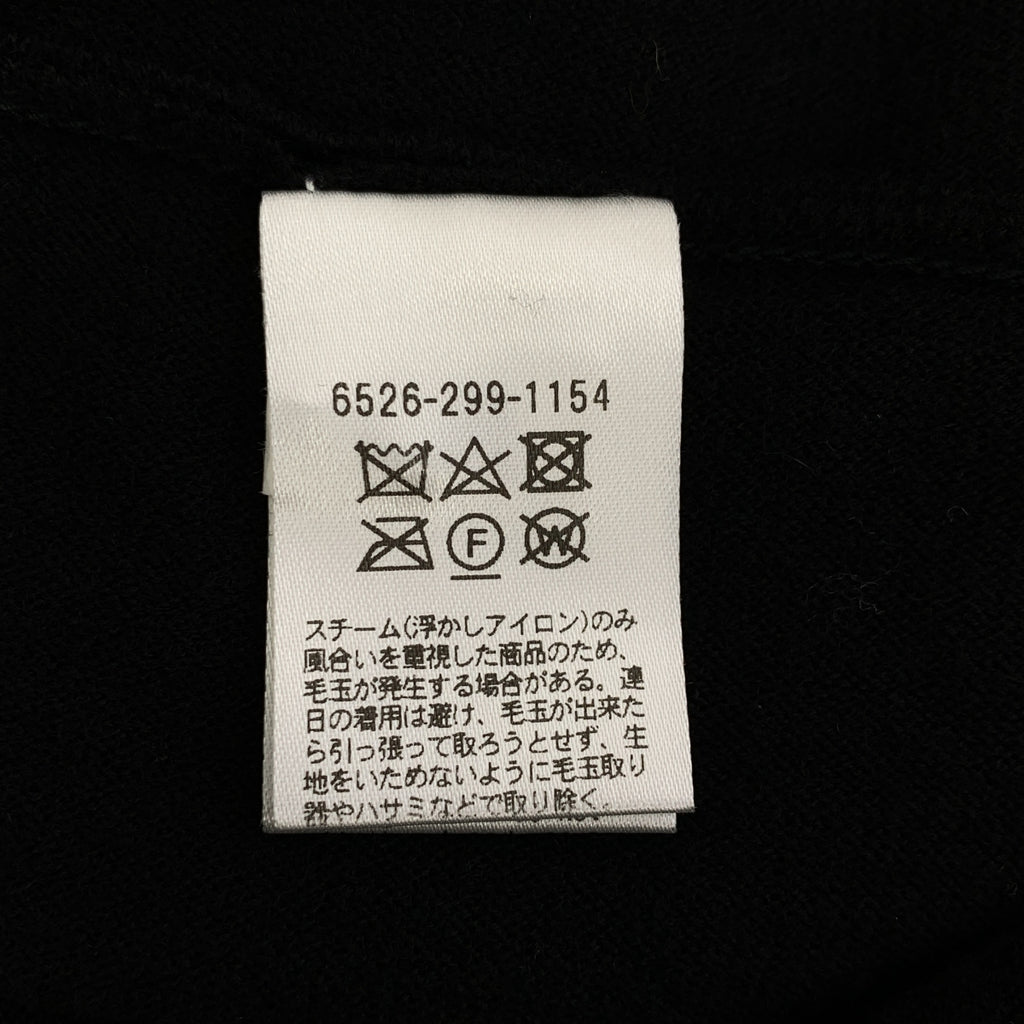 6526-299-1154
F
W
スチーム(浮かしアイロン)のみ
風合いを重視した商品のため、
毛玉が発生する場合がある。連
日の着用は避け、毛玉が出来た
ら引っ張って取ろうとせず、生
地をいためないように毛玉取り
器やハサミなどで取り除く。